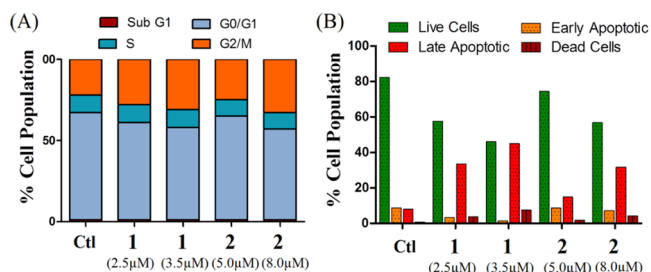 (A)
Sub G1
G0/G1
S
G2/M
% Cell Population
00
50
0
Ctl
1
1
2
2
(2.5µM)
(3.5µM)
(5.0µM)
(8.0µM)
(B)
Live Cells
Early Apoptotic
Late Apoptotic
Dead Cells
% Cell Population
100
80
60
40
20
0
Ctl
1
1
2
2
(2.5µM)
(3.5µM)
(5.0µM)
(8.0µM)